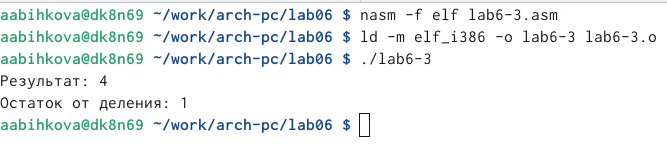 aabihkova@dk8n69 ~/work/arch-pc/lab06 $ nasm -f elf lab6-3.asm
aabihkova@dk8n69 ~/work/arch-pc/lab06 $ ld -m elf_i386 -o lab6-3 lab6-3.o
aabihkova@dk8n69 ~/work/arch-pc/lab06 $ ./lab6-3
Результат: 4
Остаток от деления: 1
aabihkova@dk8n69 ~/work/arch-pc/lab06 $